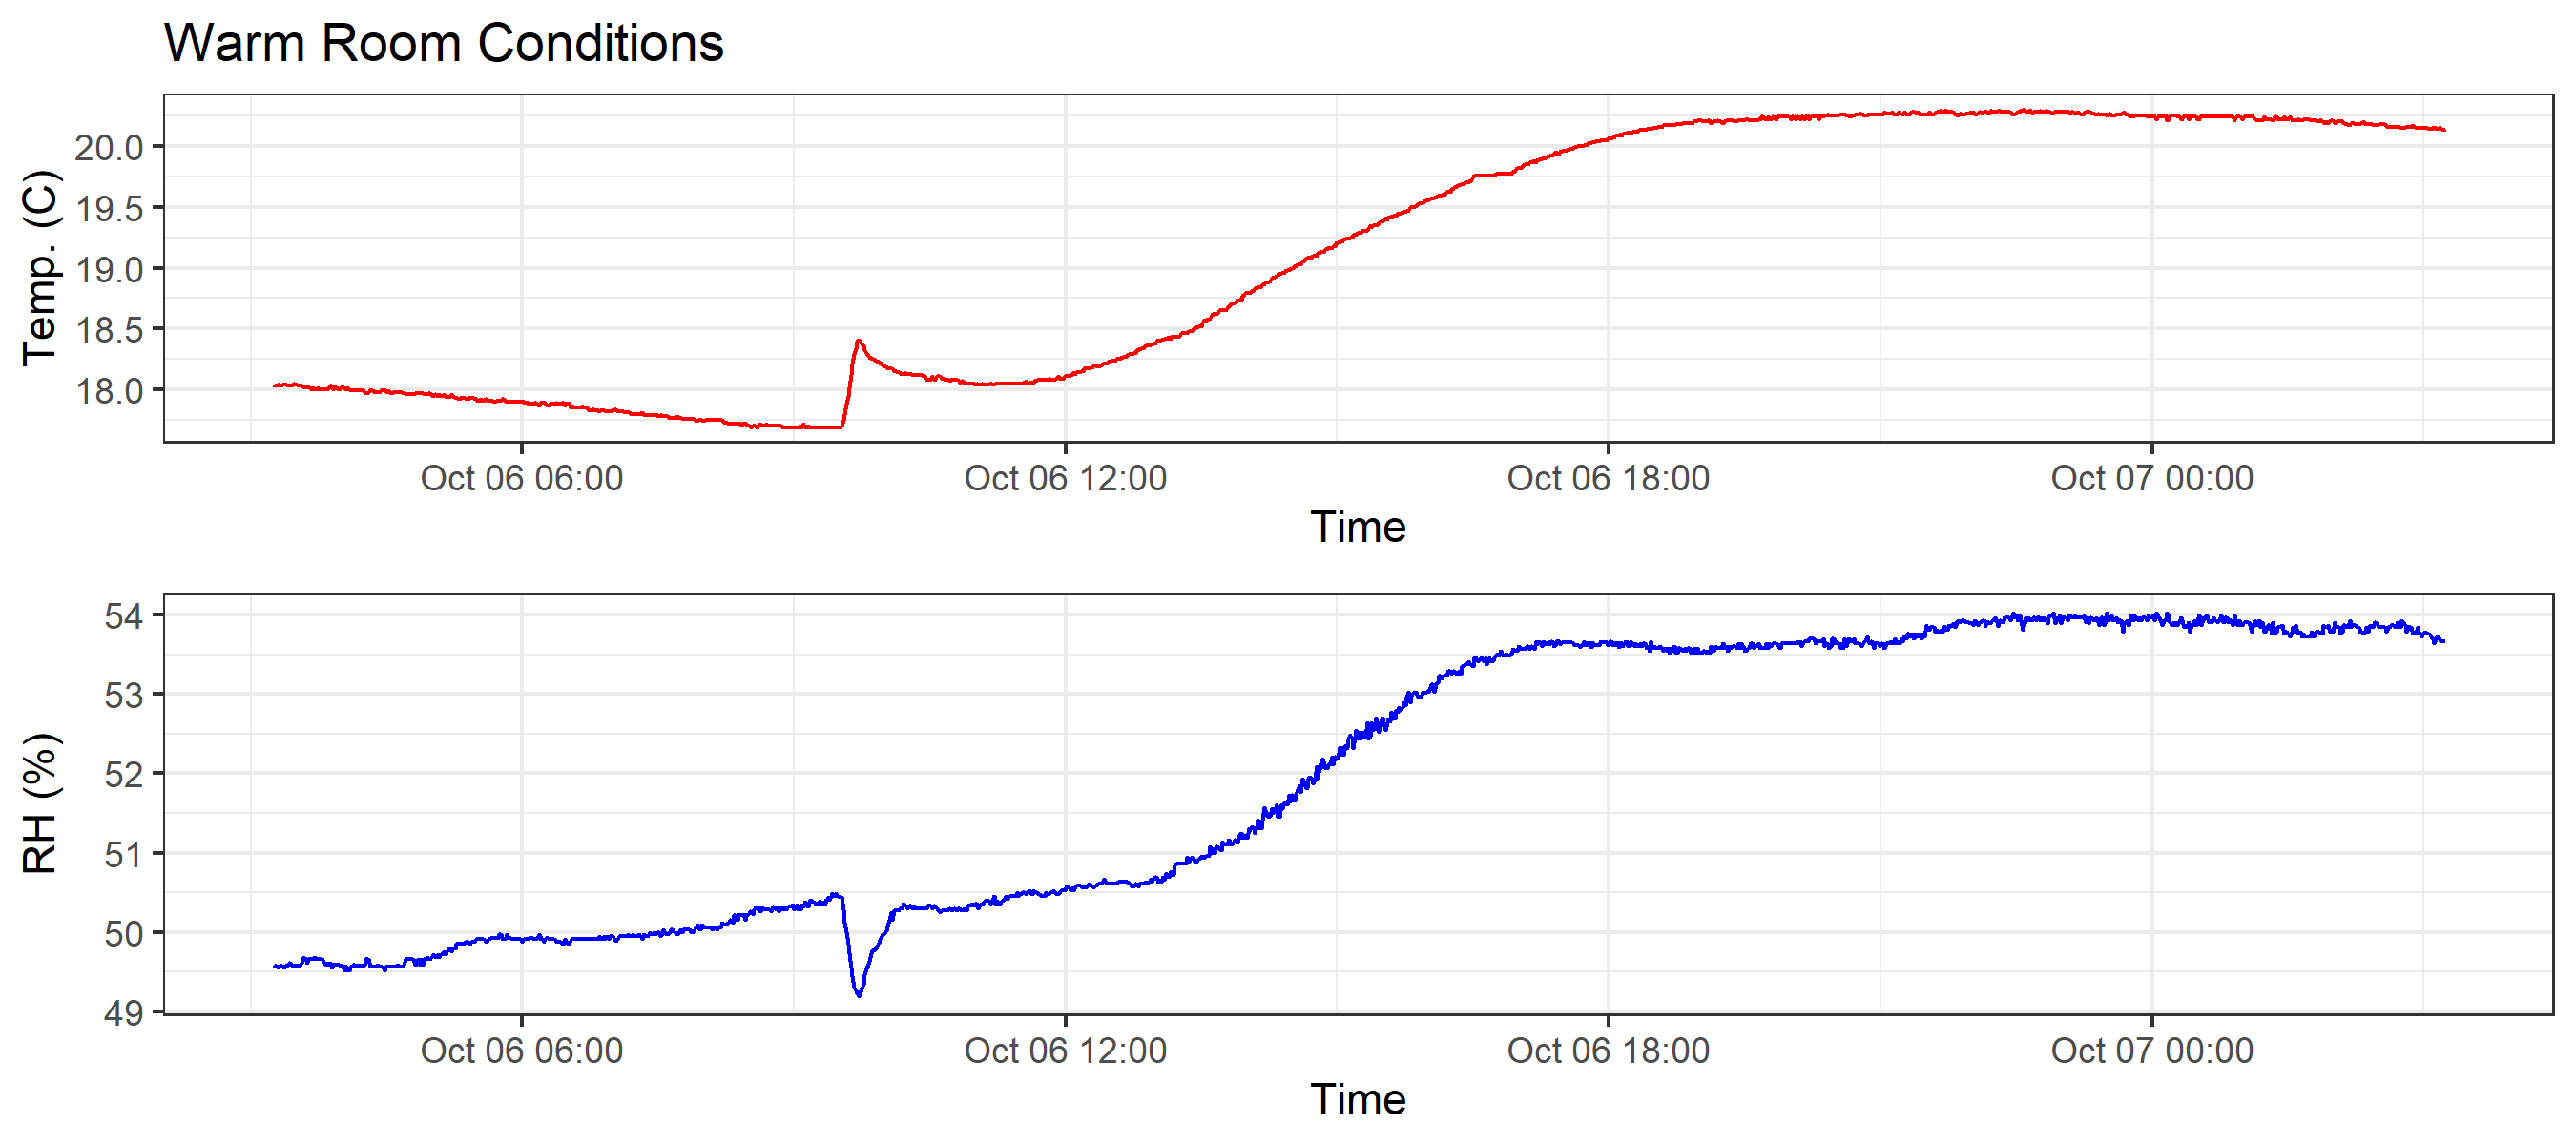 Warm Room Conditions
Temp. (C)
20.0
19.5
19.0
18.5
18.0
Oct 06 06:00 Oct 06 12:00 Oct 06 18:00 Oct 07 00:00
Time
RH (%)
54
53
52
51
50
49
Oct 06 06:00 Oct 06 12:00 Oct 06 18:00 Oct 07 00:00
Time